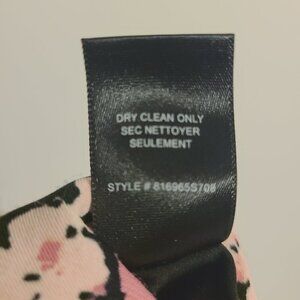 DRY CLEAN ONLY
SEC NETTOYER
SEULEMENT
STYLE # 816965S708